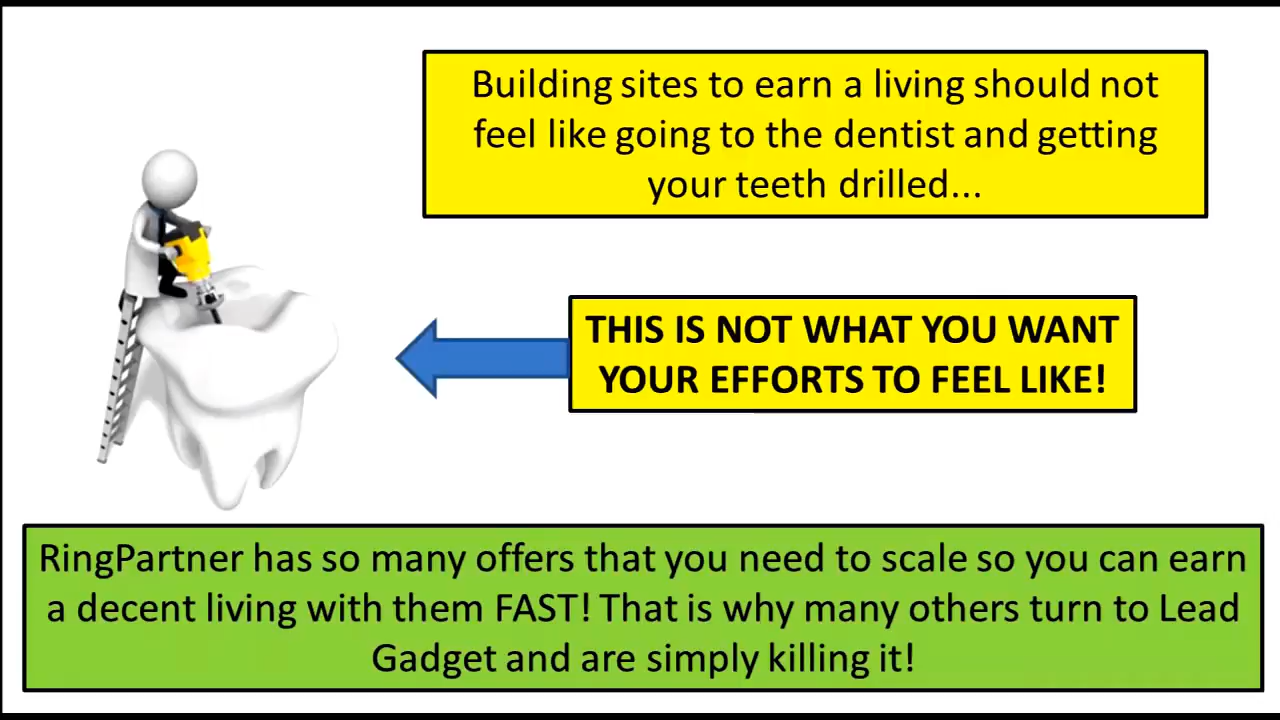 Building sites to earn a living should not
feel like going to the dentist and getting
your teeth drilled...
THIS IS NOT WHAT YOU WANT
YOUR EFFORTS TO FEEL LIKE!
RingPartner has so many offers that you need to scale so you can earn
a decent living with them FAST! That is why many others turn to Lead
Gadget and are simply killing it!